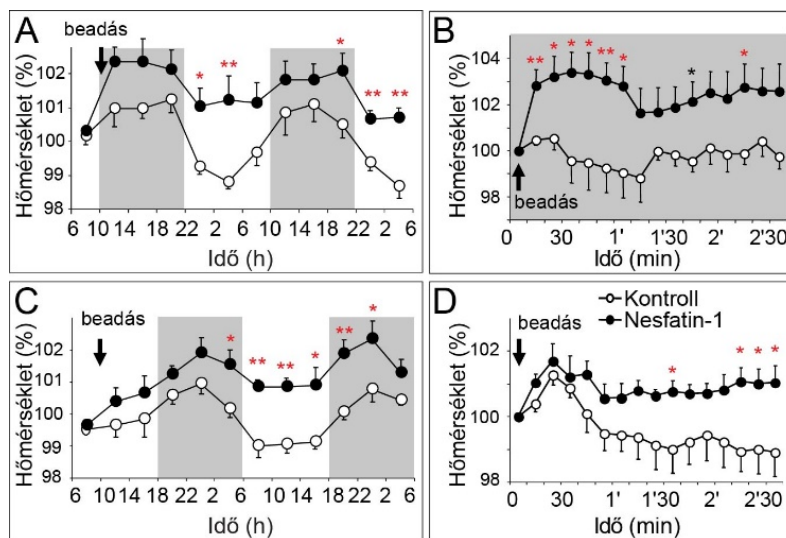 A
beadás
* ** * ** **
Hőmérséklet (%)
102
101
100
99
98
6 10 14 18 22 2 6 10 14 18 22 2 6
Idő (h)
B
** * * * ** * * *
Hőmérséklet (%)
104
102
100
98
beadás
0 30 1' 1'30 2' 2'30
Idő (min)
C
beadás
* ** ** * ** *
Hőmérséklet (%)
102
101
100
99
98
6 10 14 18 22 2 6 10 14 18 22 2 6
Idő (h)
D
Kontroll
beadás
Nesfatin-1
* * * *
Hőmérséklet (%)
102
100
98
0 30 1' 1'30 2' 2'30
Idő (min)